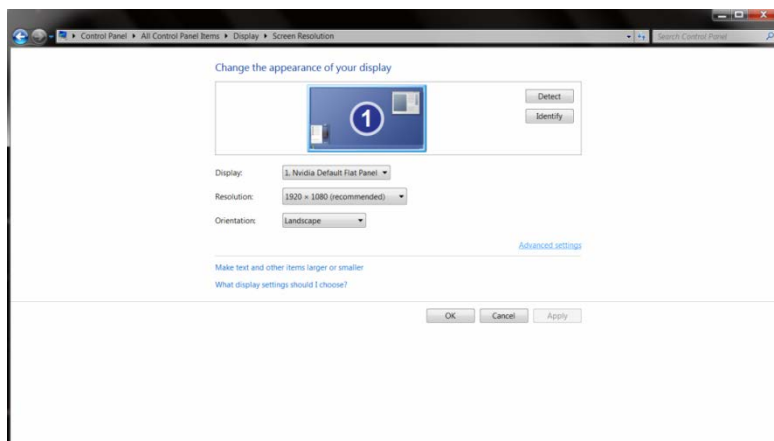 Control Panel ▸ All Control Panel Items ▸ Display ▸ Screen Resolution
Search Control Panel
Change the appearance of your display
1
Detect
Identify
Display: 1. Nvidia Default Flat Panel
Resolution: 1920 × 1080 (recommended)
Orientation: Landscape
Advanced settings
Make text and other items larger or smaller
What display settings should I choose?
OK Cancel Apply